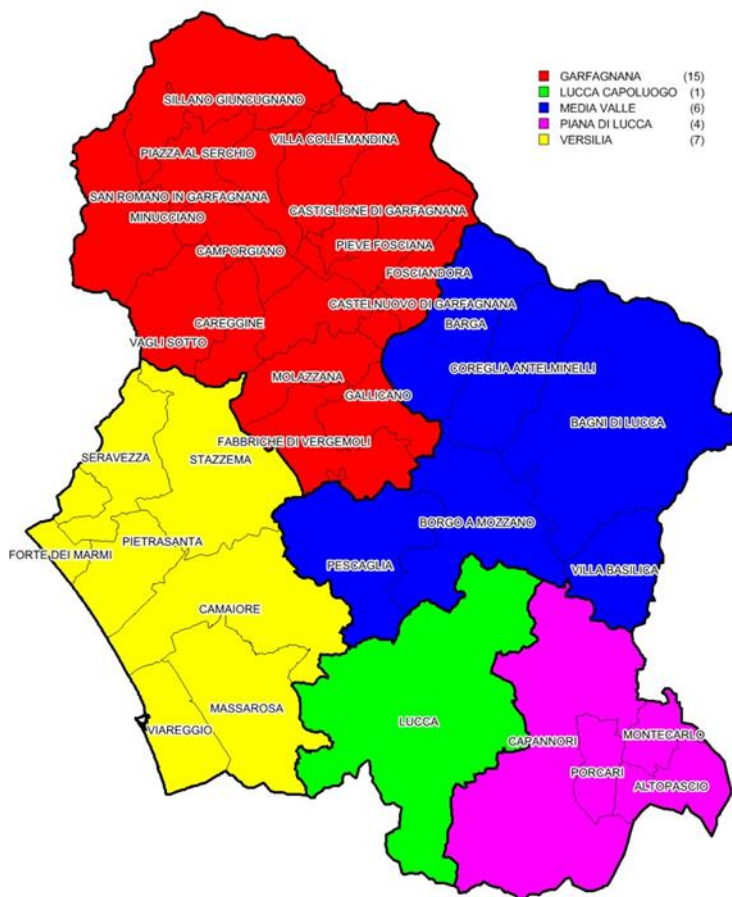 GARFAGNANA (15)
LUCCA CAPOLUOGO (1)
MEDIA VALLE (6)
PIANA DI LUCCA (4)
VERSILIA (7)
SILLANO GIUNCUGNANO
VILLA COLLEMANDINA
PIAZZA AL SERCHIO
SAN ROMANO IN GARFAGNANA
CASTIGLIONE DI GARFAGNANA
MINUCCIANO
PIEVE FOSCIANA
CAMPORGIANO
FOSCIANDORA
CASTELNUOVO DI GARFAGNANA
CAREGGINE
BARGA
VAGLI SOTTO
COREGLIA ANTELMINELLI
MOLAZZANA
GALLICANO
BAGNI DI LUCCA
FABBRICHE DI VERGEMOLI
SERAVEZZA
STAZZEMA
BORGO A MOZZANO
PIETRASANTA
FORTE DEI MARMI
PESCAGLIA
VILLA BASILICA
CAMAIORE
MASSAROSA
LUCCA
VIAREGGIO
MONTECARLO
CAPANNORI
PORCARI
ALTOPASCIO